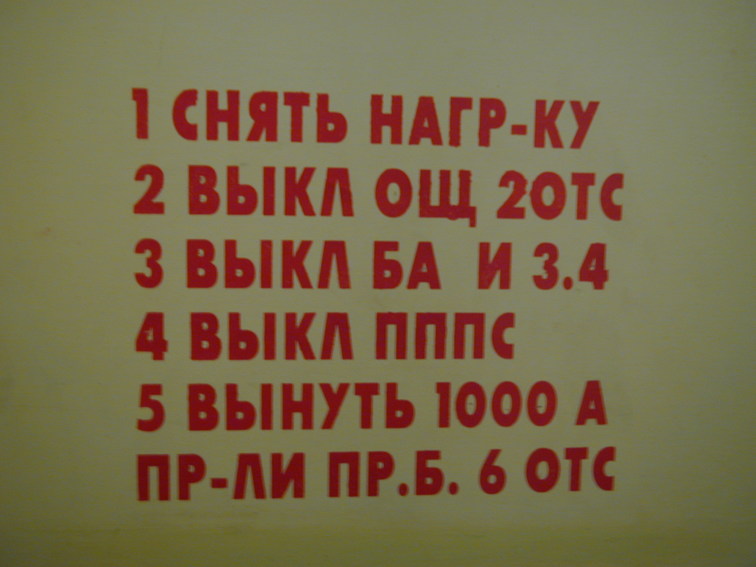 1 СНЯТЬ НАГР-КУ
2 ВЫКЛ ОЩ 2ОТС
3 ВЫКЛ БА И 3.4
4 ВЫКЛ ПППС
5 ВЫНУТЬ 1000 А
ПР-ЛИ ПР.Б. 6 ОТС